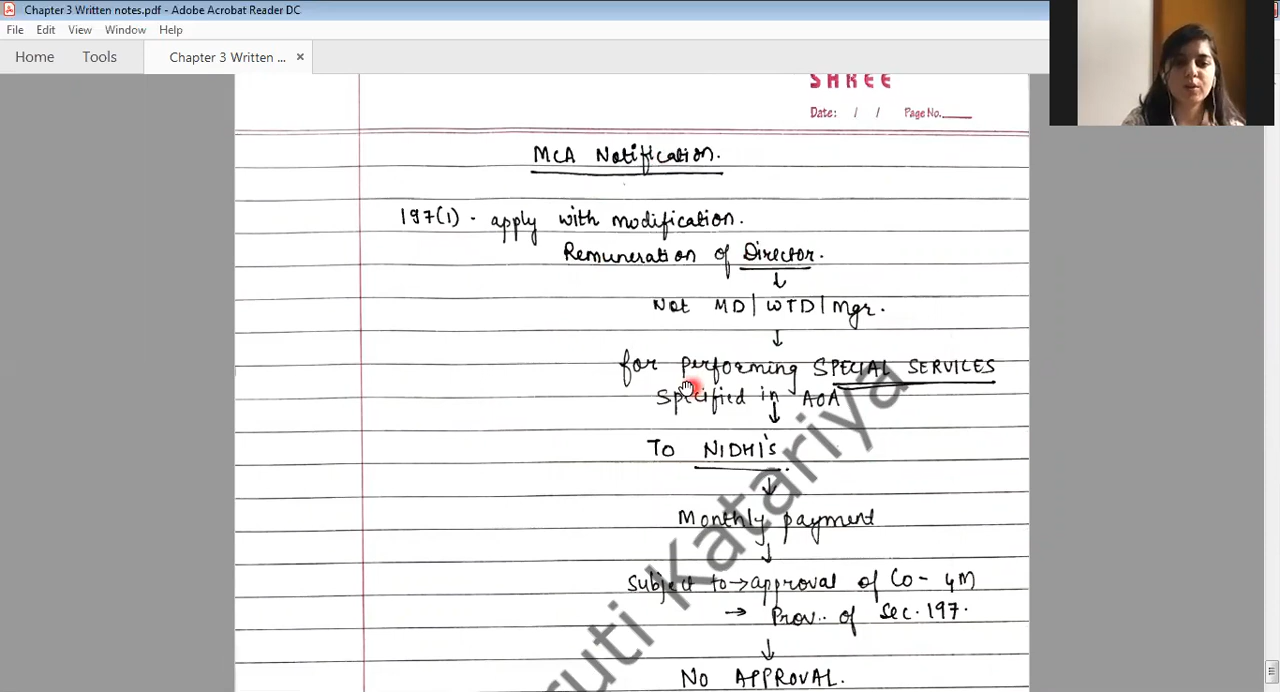 Chapter 3 Written notes.pdf - Adobe Acrobat Reader DC
File Edit View Window Help
Home Tools Chapter 3 Written ... ×
SHREE
Date: / / Page No.
MCA Notification.
197(1) - apply with modification.
Remuneration of Director.
↓
Not MD | WTD | Mgr.
↓
for performing SPECIAL SERVICES
Specified in AOA
↓
To NIDHI's.
↓
Monthly payment
↓
Subject to → approval of Co - GM
→ Prov.. of Sec. 197.
↓
NO APPROVAL.
uti Katariya